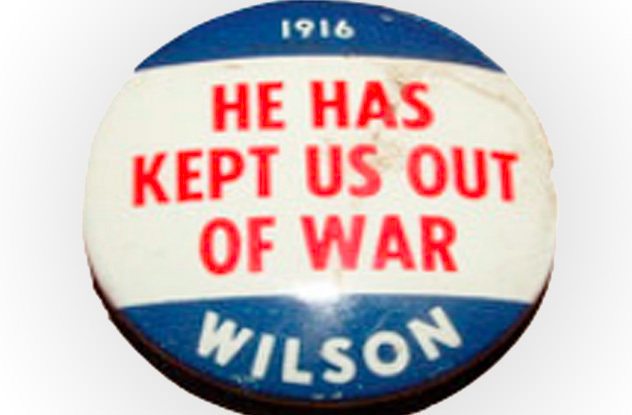 1916
HE HAS
KEPT US OUT
OF WAR
WILSON